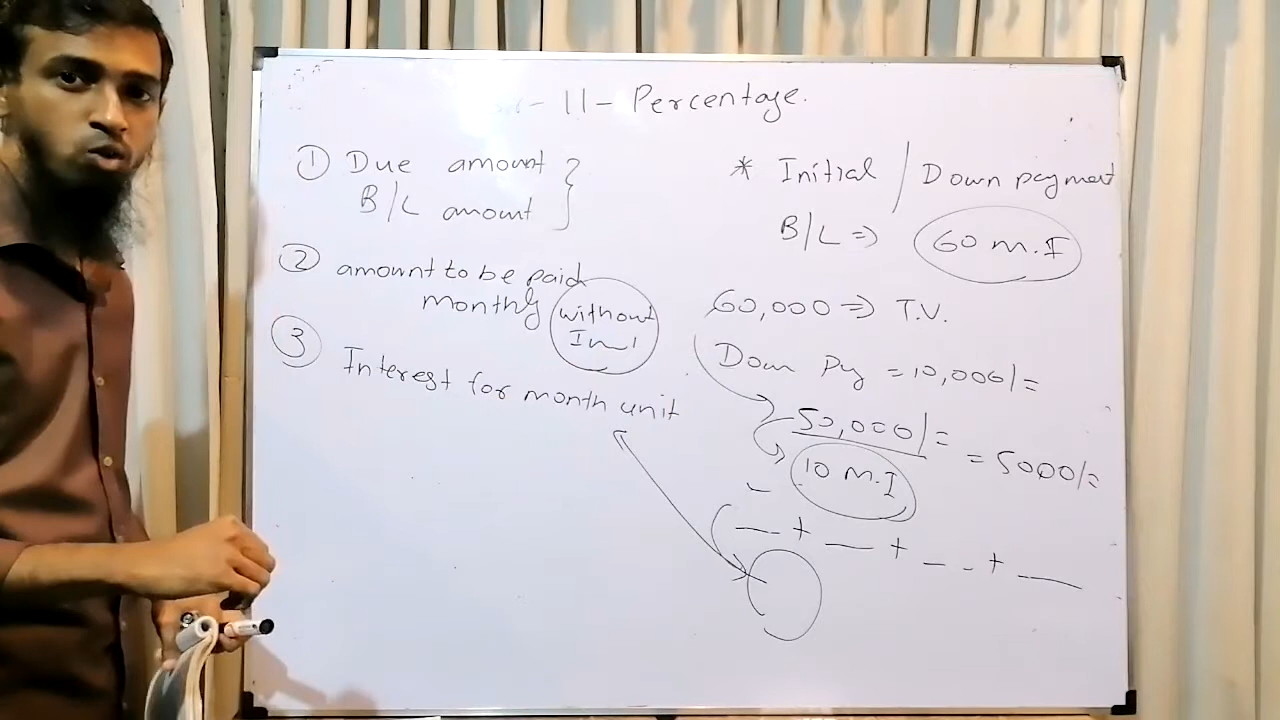 - 11 - Percentage.
① Due amount
B/L amount
② amount to be paid
monthly without
③ Interest for month unit
* Initial / Down payment
B/L ⇒ 60 M.I
60,000 ⇒ T.V.
Down Py = 10,000/=
50,000/= = 5000/=
10 M.I
+ + +